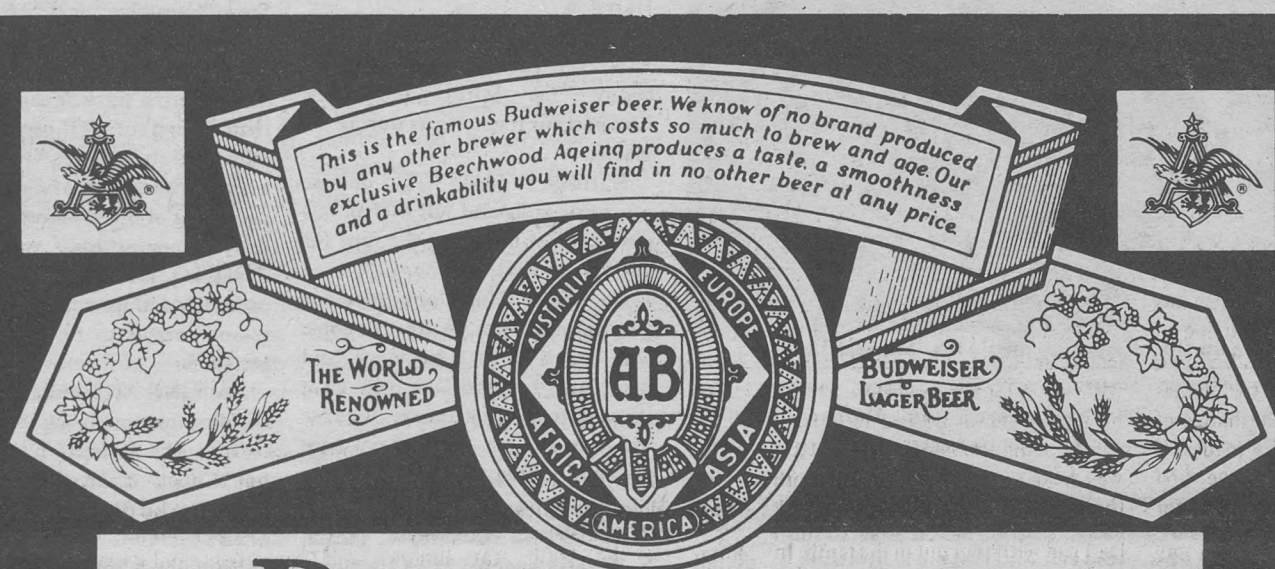 This is the famous Budweiser beer. We know of no brand produced
by any other brewer which costs so much to brew and age. Our
exclusive Beechwood Ageing produces a taste, a smoothness
and a drinkability you will find in no other beer at any price.
®
®
AUSTRALIA
EUROPE
THE WORLD
RENOWNED
AB
BUDWEISER
LAGER BEER
AFRICA
ASIA
AMERICA